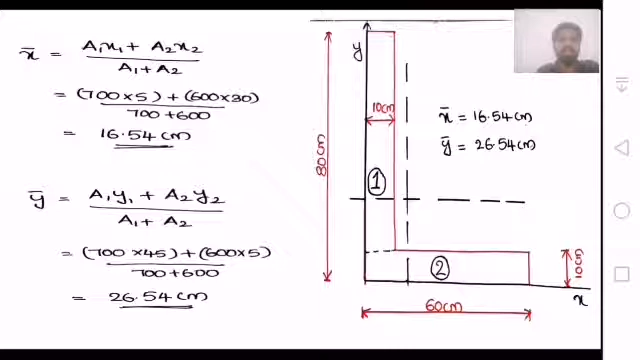 x̄ = A₁x₁ + A₂x₂ / A₁ + A₂
= (700×5) + (600×30) / 700+600
= 16.54 cm
ȳ = A₁y₁ + A₂y₂ / A₁ + A₂
= (700×45) + (600×5) / 700+600
= 26.54 cm
y
10cm
x̄ = 16.54 cm
ȳ = 26.54 cm
80cm
1
2
10cm
x
60cm